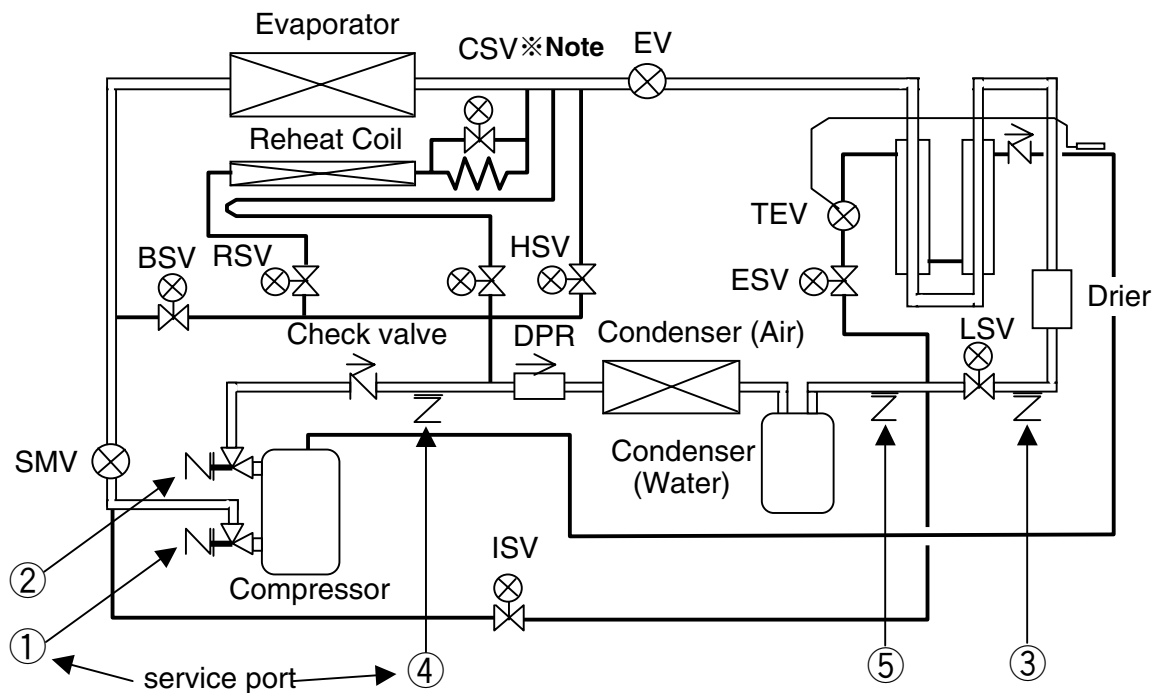 Evaporator
CSV※Note
EV
Reheat Coil
TEV
BSV
RSV
HSV
ESV
Drier
Check valve
DPR
Condenser (Air)
LSV
SMV
Condenser
(Water)
②
ISV
Compressor
①
④
⑤
③
service port